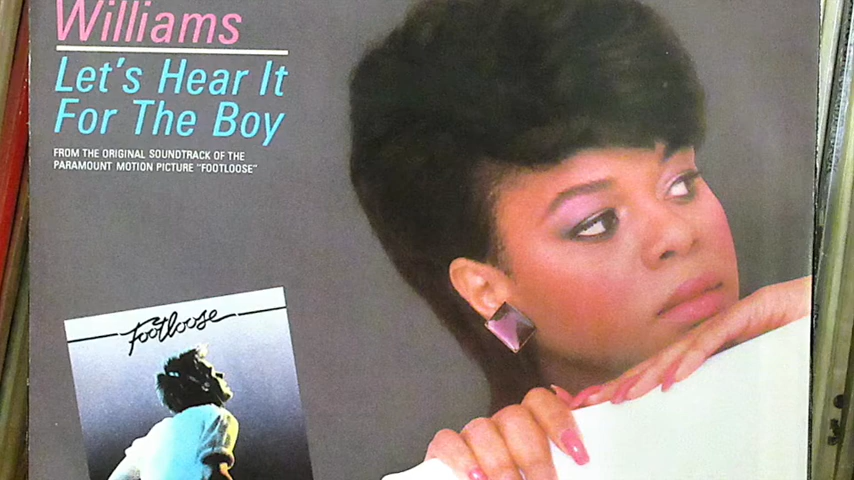 Williams
Let's Hear It
For The Boy
FROM THE ORIGINAL SOUNDTRACK OF THE
PARAMOUNT MOTION PICTURE "FOOTLOOSE"
Footloose